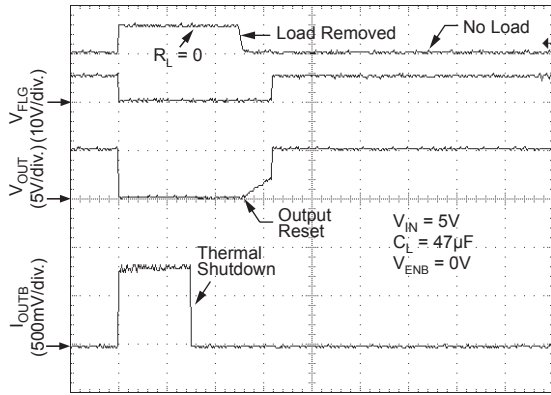 Load Removed
No Load
R_L = 0
V_FLG
(10V/div.)
V_OUT
(5V/div.)
Output
Reset
V_IN = 5V
C_L = 47µF
V_ENB = 0V
Thermal
Shutdown
I_OUTB
(500mV/div.)